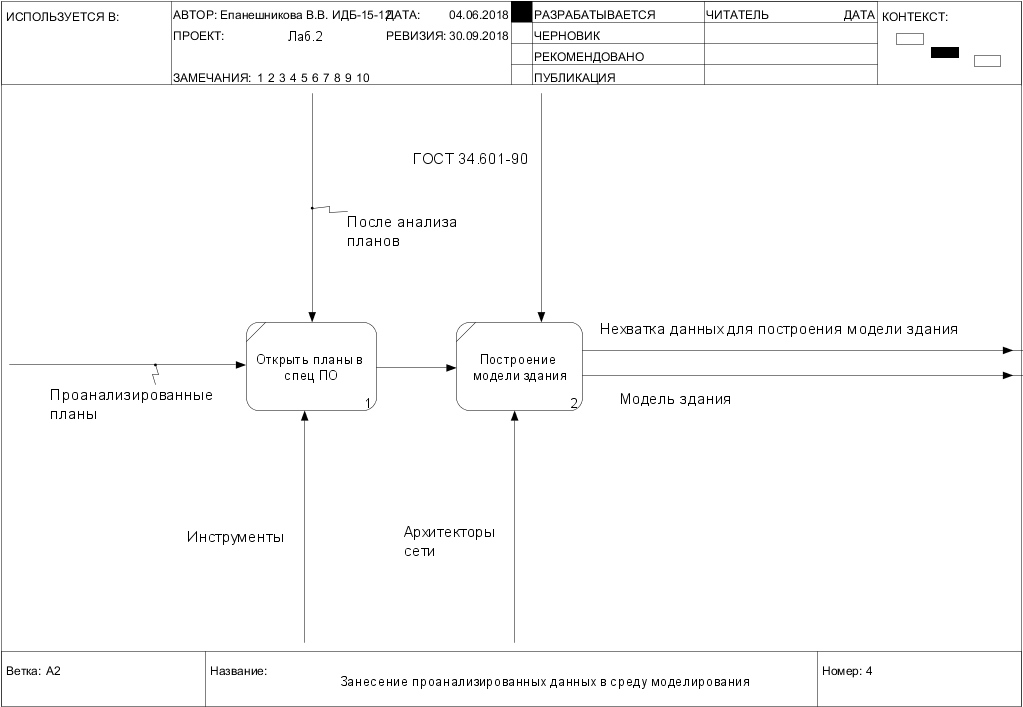 ИСПОЛЬЗУЕТСЯ В:
АВТОР: Епанешникова В.В. ИДБ-15-12
ДАТА: 04.06.2018
ПРОЕКТ: Лаб.2
РЕВИЗИЯ: 30.09.2018
ЗАМЕЧАНИЯ: 1 2 3 4 5 6 7 8 9 10
РАЗРАБАТЫВАЕТСЯ
ЧЕРНОВИК
РЕКОМЕНДОВАНО
ПУБЛИКАЦИЯ
ЧИТАТЕЛЬ ДАТА
КОНТЕКСТ:
ГОСТ 34.601-90
После анализа
планов
Открыть планы в
спец ПО
1
Построение
модели здания
2
Нехватка данных для построения модели здания
Модель здания
Проанализированные
планы
Инструменты
Архитекторы
сети
Ветка: A2
Название:
Занесение проанализированных данных в среду моделирования
Номер: 4